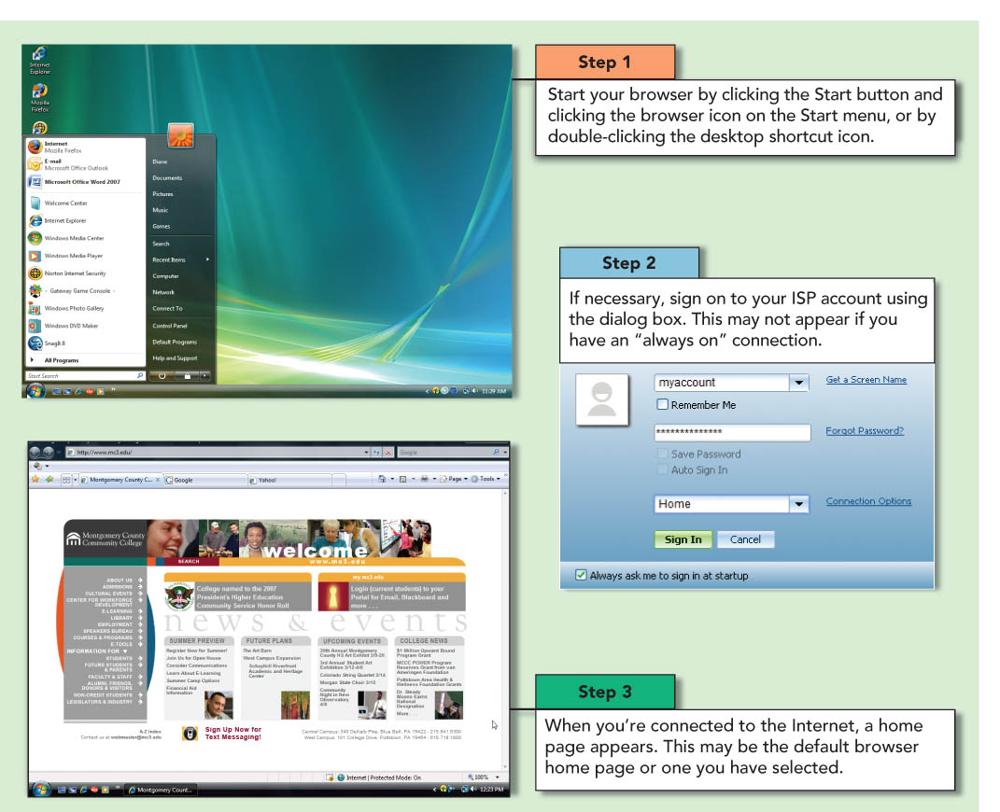 Internet
Explorer
Mozilla
Firefox
Internet
Mozilla Firefox
E-mail
Microsoft Office Outlook
Microsoft Office Word 2007
Welcome Center
Internet Explorer
Windows Media Center
Windows Media Player
Norton Internet Security
- Gateway Game Console -
Windows Photo Gallery
Windows DVD Maker
SnagIt 8
All Programs
Start Search
Diane
Documents
Pictures
Music
Games
Search
Recent Items
Computer
Network
Connect To
Control Panel
Default Programs
Help and Support
11:29 AM
Step 1
Start your browser by clicking the Start button and
clicking the browser icon on the Start menu, or by
double-clicking the desktop shortcut icon.
Step 2
If necessary, sign on to your ISP account using
the dialog box. This may not appear if you
have an “always on” connection.
myaccount
Get a Screen Name
Remember Me
**************
Forgot Password?
Save Password
Auto Sign In
Home
Connection Options
Sign In
Cancel
Always ask me to sign in at startup
http://www.mc3.edu/
Google
Montgomery County C...
Google
Yahoo!
Page
Tools
Montgomery County
Community College
welcome
SEARCH
www.mc3.edu
ABOUT US
ADMISSIONS
CULTURAL EVENTS
CENTER FOR WORKFORCE
DEVELOPMENT
E-LEARNING
LIBRARY
EMPLOYMENT
SPEAKERS BUREAU
COURSES & PROGRAMS
E-TOOLS
INFORMATION FOR
STUDENTS
FUTURE STUDENTS
& PARENTS
FACULTY & STAFF
ALUMNI, FRIENDS,
DONORS & VISITORS
NON-CREDIT STUDENTS
LEGISLATORS & INDUSTRY
College named to the 2007
President's Higher Education
Community Service Honor Roll
my.mc3.edu
Login (current students) to your
Portal for Email, Blackboard and
more . . .
news & events
SUMMER PREVIEW
Register Now for Summer!
Join Us for Open House
Consider Communications
Learn About E-Learning
Summer Camp Options
Financial Aid
Information
FUTURE PLANS
The Art Barn
West Campus Expansion
Schuylkill Riverfront
Academic and Heritage
Center
UPCOMING EVENTS
30th Annual Montgomery
County HS Art Exhibit 3/9-28
3rd Annual Student Art
Exhibition 3/12-4/6
Colorado String Quartet 3/14
Morgan State Choir 3/15
Community
Night in New
Observatory
4/6
COLLEGE NEWS
$1 Million Upward Bound
Program Grant
MCCC POWER Program
Receives Grant from van
Ameringen Foundation
Pottstown Area Health &
Wellness Foundation Grants
Dr. Steady
Moono Earns
National
Designation
More . . .
A-Z Index
Contact us at webmaster@mc3.edu
Sign Up Now for
Text Messaging!
Central Campus: 340 DeKalb Pike, Blue Bell, PA 19422 - 215.641.6300
West Campus: 101 College Drive, Pottstown, PA 19464 - 610.718.1800
Internet | Protected Mode: On
100%
Montgomery Count...
12:23 PM
Step 3
When you’re connected to the Internet, a home
page appears. This may be the default browser
home page or one you have selected.